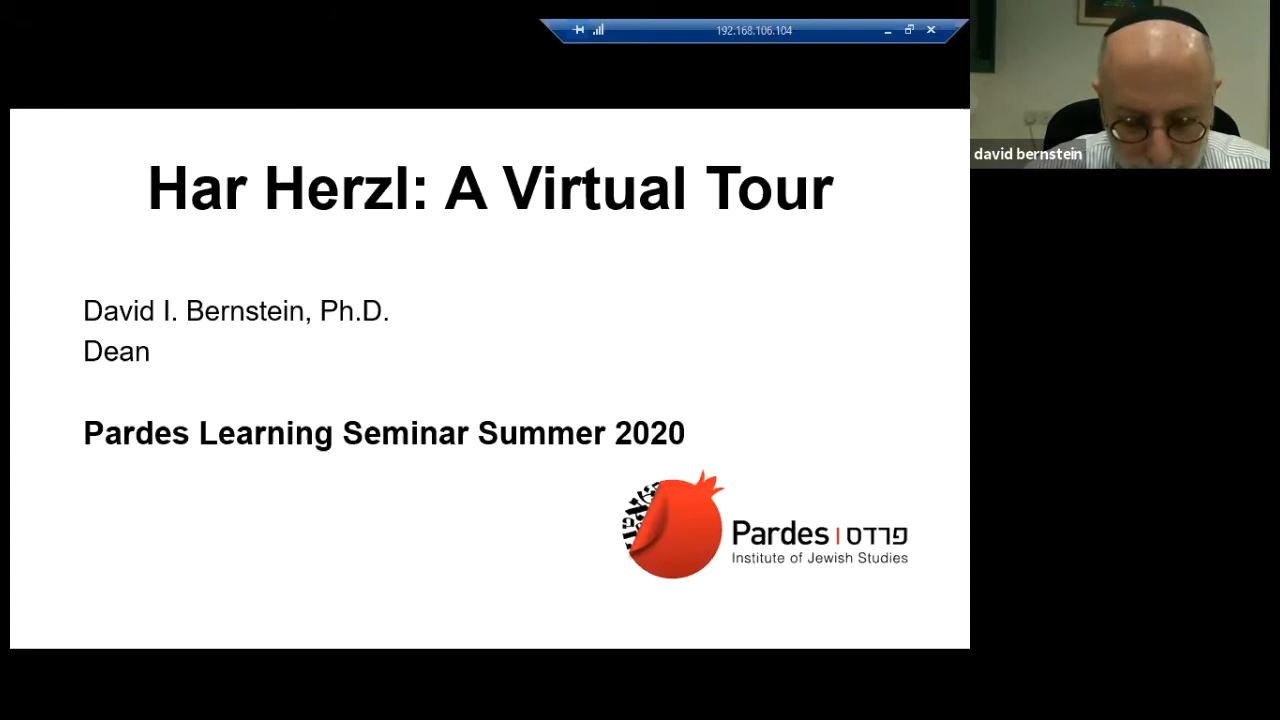 192.168.106.104
david bernstein
Har Herzl: A Virtual Tour
David I. Bernstein, Ph.D.
Dean
Pardes Learning Seminar Summer 2020
Pardes | פרדס
Institute of Jewish Studies